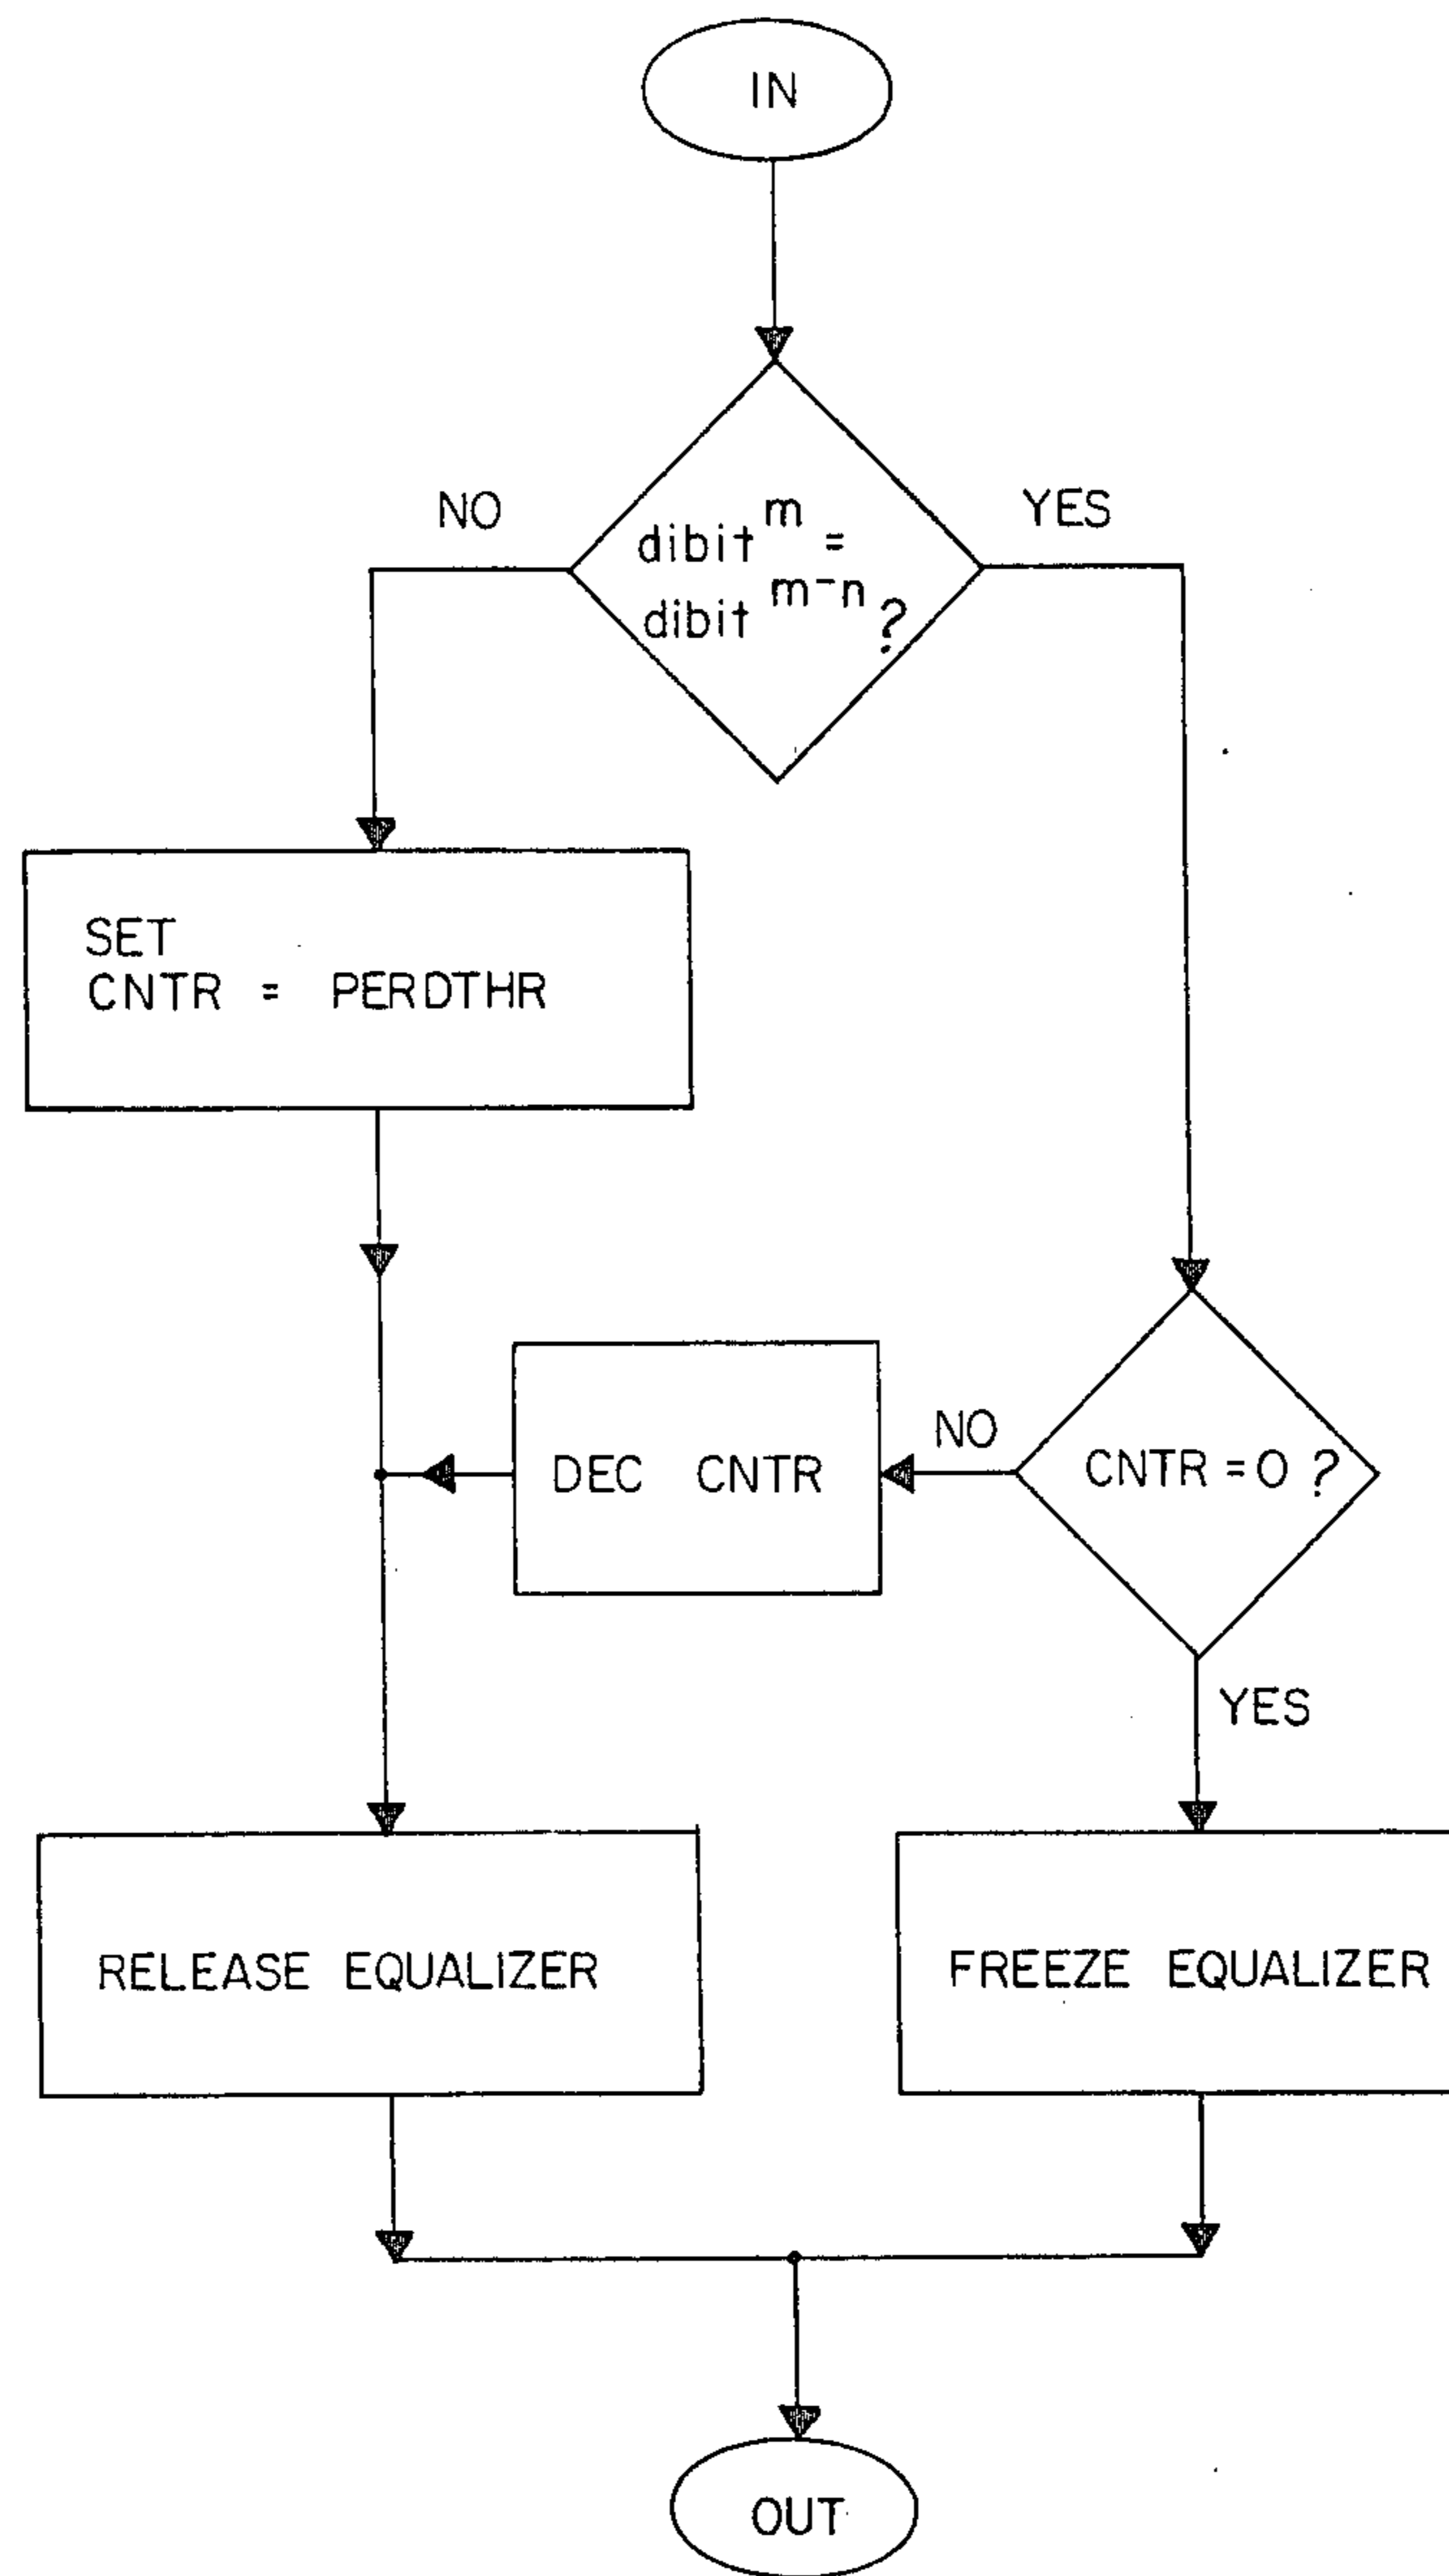 IN
NO
YES
dibit^m =
dibit^m-n ?
SET
CNTR = PERDTHR
DEC CNTR
NO
CNTR = 0 ?
YES
RELEASE EQUALIZER
FREEZE EQUALIZER
OUT